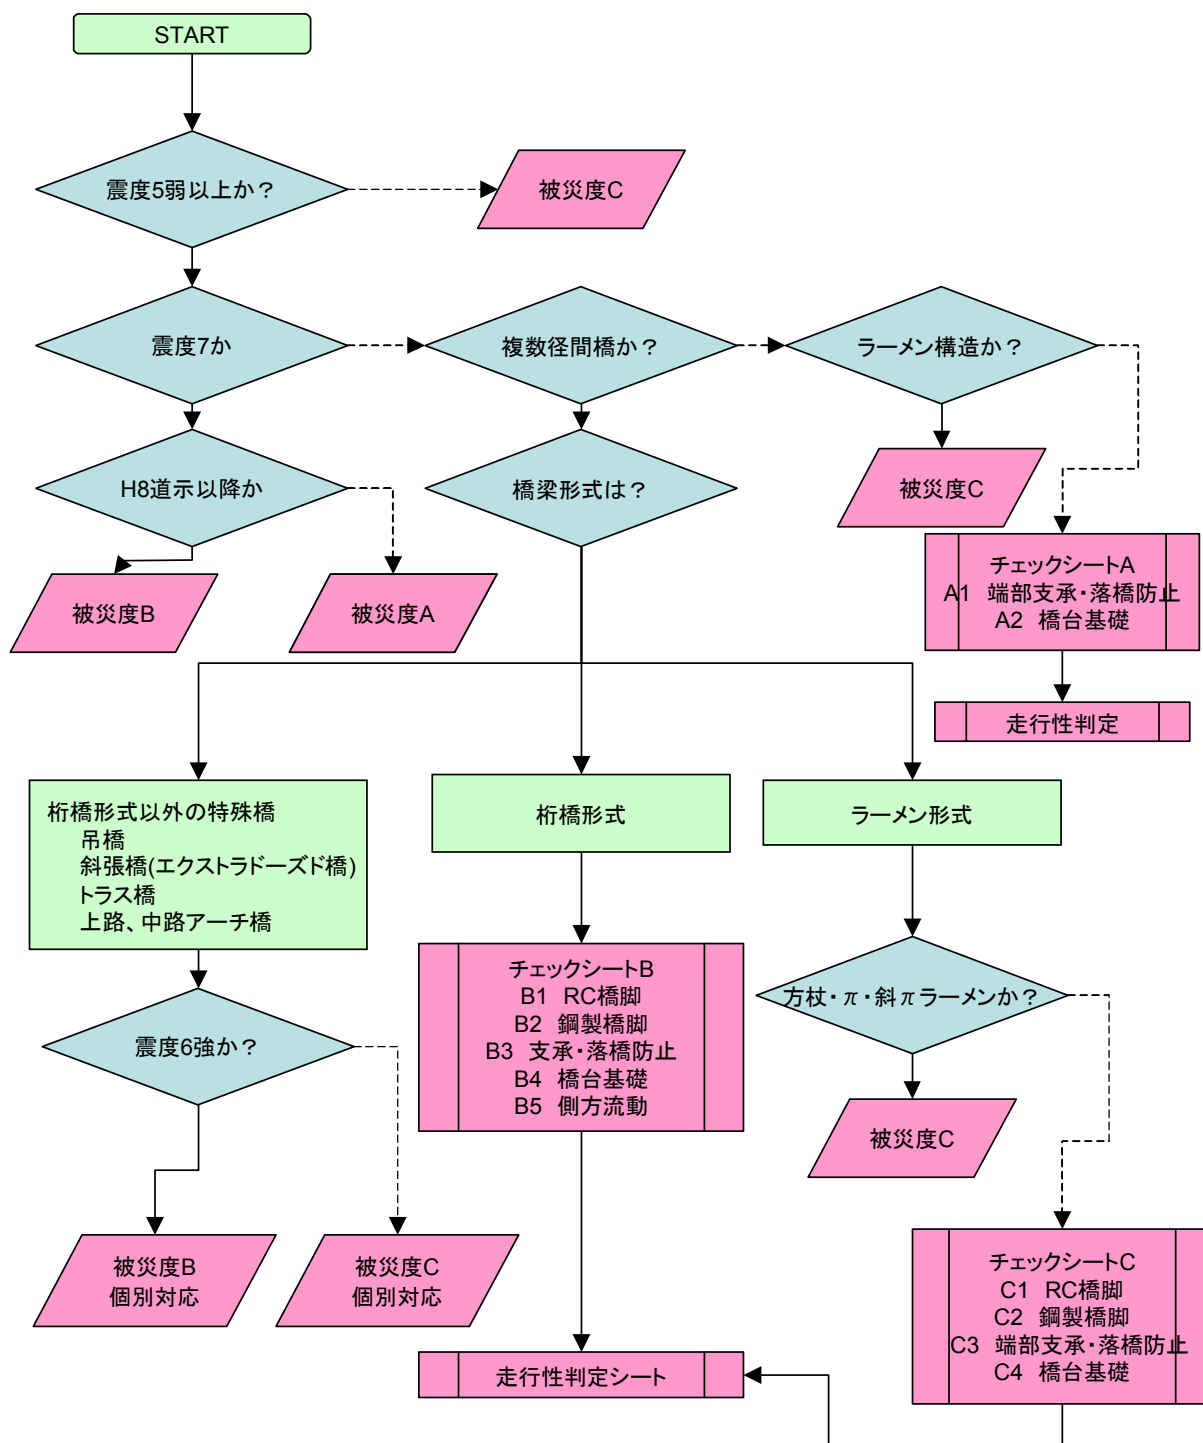 START
震度5弱以上か？
被災度C
震度7か
複数径間橋か？
ラーメン構造か？
H8道示以降か
橋梁形式は？
被災度C
被災度B
被災度A
チェックシートA
A1　端部支承・落橋防止
A2　橋台基礎
走行性判定
桁橋形式以外の特殊橋
吊橋
斜張橋(エクストラドーズド橋)
トラス橋
上路、中路アーチ橋
桁橋形式
ラーメン形式
チェックシートB
B1　RC橋脚
B2　鋼製橋脚
B3　支承・落橋防止
B4　橋台基礎
B5　側方流動
方杖・π・斜πラーメンか？
震度6強か？
被災度C
被災度B
個別対応
被災度C
個別対応
チェックシートC
C1　RC橋脚
C2　鋼製橋脚
C3　端部支承・落橋防止
C4　橋台基礎
走行性判定シート